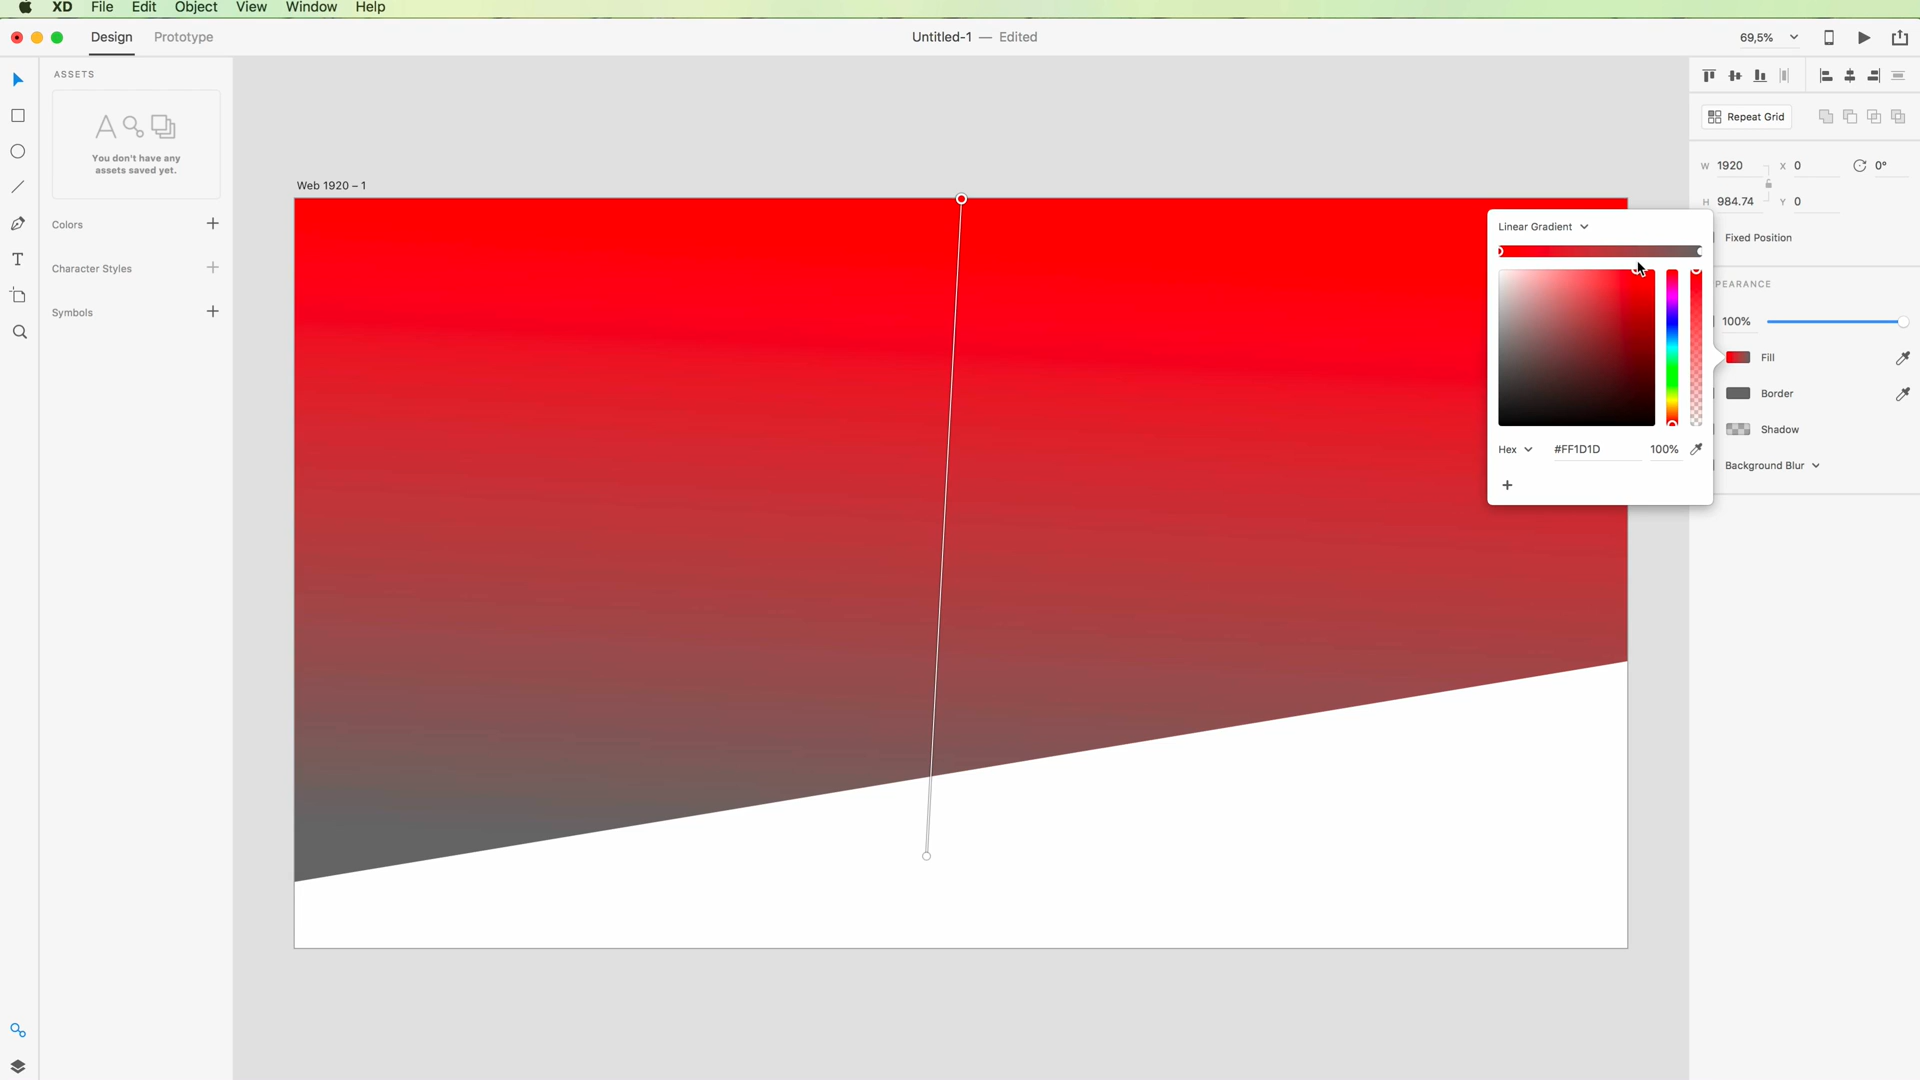 XD File Edit Object View Window Help
Design Prototype
Untitled-1 — Edited
69,5%
ASSETS
You don't have any
assets saved yet.
Colors
Character Styles
Symbols
Web 1920 – 1
Repeat Grid
W 1920 X 0 0°
H 984.74 Y 0
Fixed Position
PEARANCE
100%
Fill
Border
Shadow
Background Blur
Linear Gradient
Hex #FF1D1D 100%